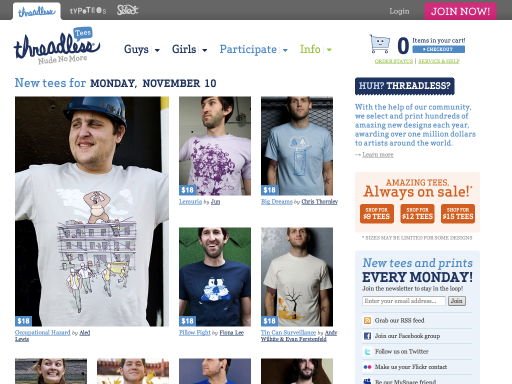 threadless
TYPETEES
Select
Login
JOIN NOW!
threadless
Tees
Nude No More
Guys
Girls
Participate
Info
0
Items in your cart!
CHECKOUT
ORDER STATUS | SERVICE & HELP
New tees for MONDAY, NOVEMBER 10
$18
Occupational Hazard by Aled Lewis
$18
Lemuris by Jun
$18
Big Dreams by Chris Thornley
$18
Pillow Fight by Fiona Lee
$18
Tin Can Surveillance by Andy
Wilhite & Evan Ferstenfeld
HUH? THREADLESS?
With the help of our community,
we select and print hundreds of
amazing new designs each year,
awarding over one million dollars
to artists around the world.
→ Learn more
AMAZING TEES,
Always on sale!*
SHOP FOR
$9 TEES
SHOP FOR
$12 TEES
SHOP FOR
$15 TEES
* SIZES MAY BE LIMITED FOR SOME DESIGNS
New tees and prints
EVERY MONDAY!
Join the newsletter to stay in the loop!
Enter your email address
Join
Grab our RSS feed
Join our Facebook group
Follow us on Twitter
Make us your Flickr contact
Be our MySpace friend